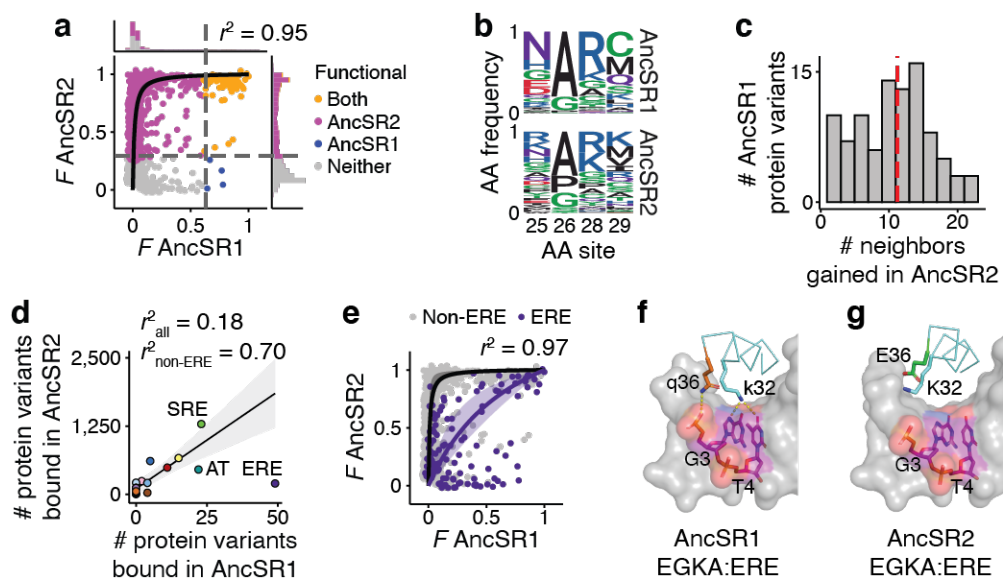 a
r² = 0.95
F AncSR2
1
0.5
0
0
0.5
1
F AncSR1
Functional
Both
AncSR2
AncSR1
Neither
b
AA frequency
1
0
1
0
N A R C
G
AncSR1
A R K
P K M
G
AncSR2
25 26 28 29
AA site
c
# AncSR1
protein variants
15
0
0 10 20
# neighbors
gained in AncSR2
d
r²all = 0.18
r²non-ERE = 0.70
# protein variants
bound in AncSR2
2,500
1,250
0
SRE
AT
ERE
0 25 50
# protein variants
bound in AncSR1
e
Non-ERE
ERE
r² = 0.97
F AncSR2
1
0.5
0
0 0.5 1
F AncSR1
f
q36
k32
G3
T4
AncSR1
EGKA:ERE
g
E36
K32
G3
T4
AncSR2
EGKA:ERE